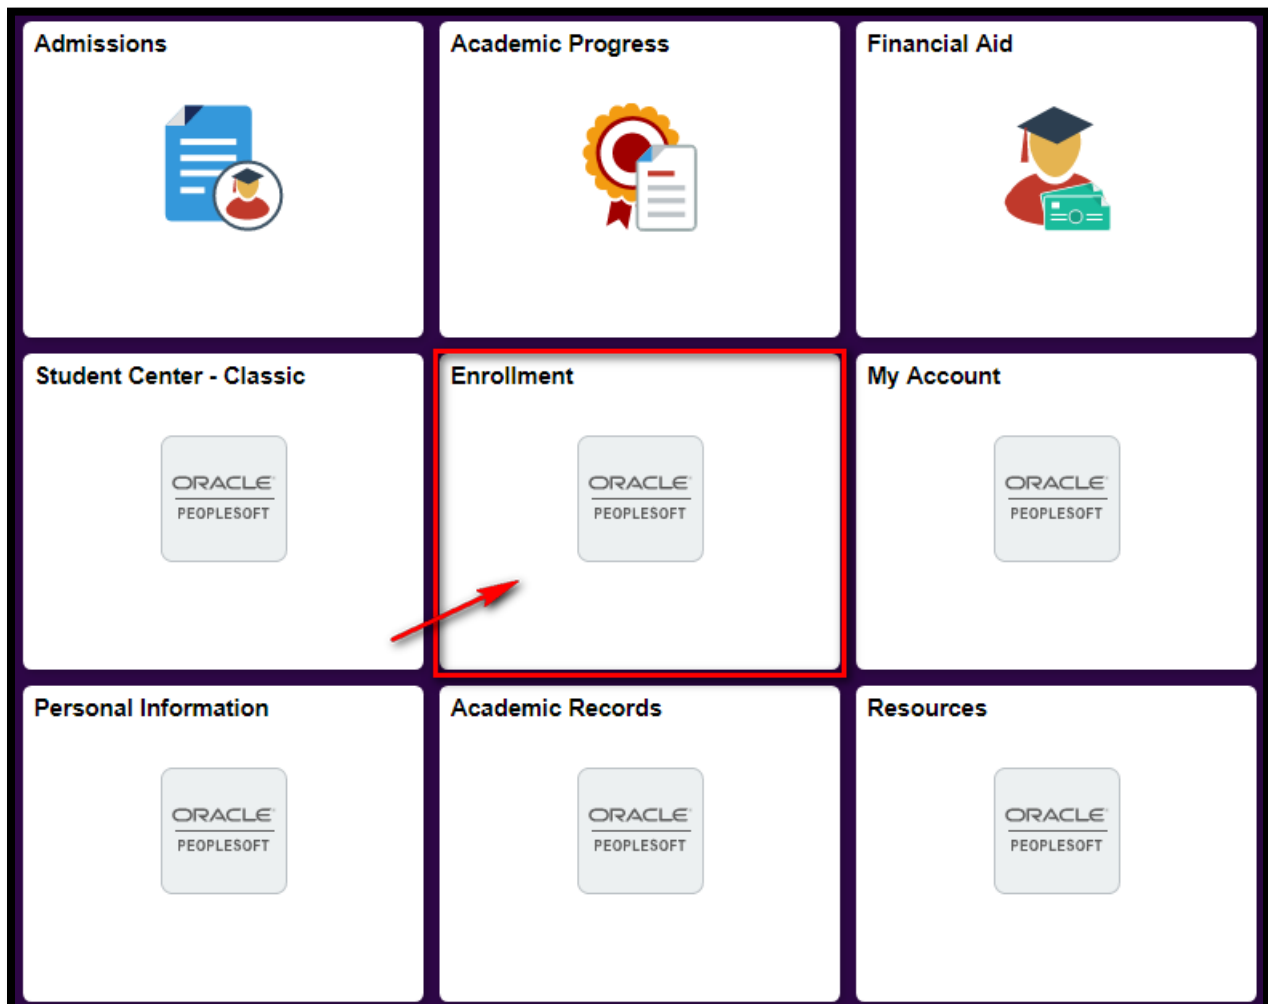 Admissions
Academic Progress
Financial Aid
Student Center - Classic
Enrollment
My Account
ORACLE
PEOPLESOFT
ORACLE
PEOPLESOFT
ORACLE
PEOPLESOFT
Personal Information
Academic Records
Resources
ORACLE
PEOPLESOFT
ORACLE
PEOPLESOFT
ORACLE
PEOPLESOFT